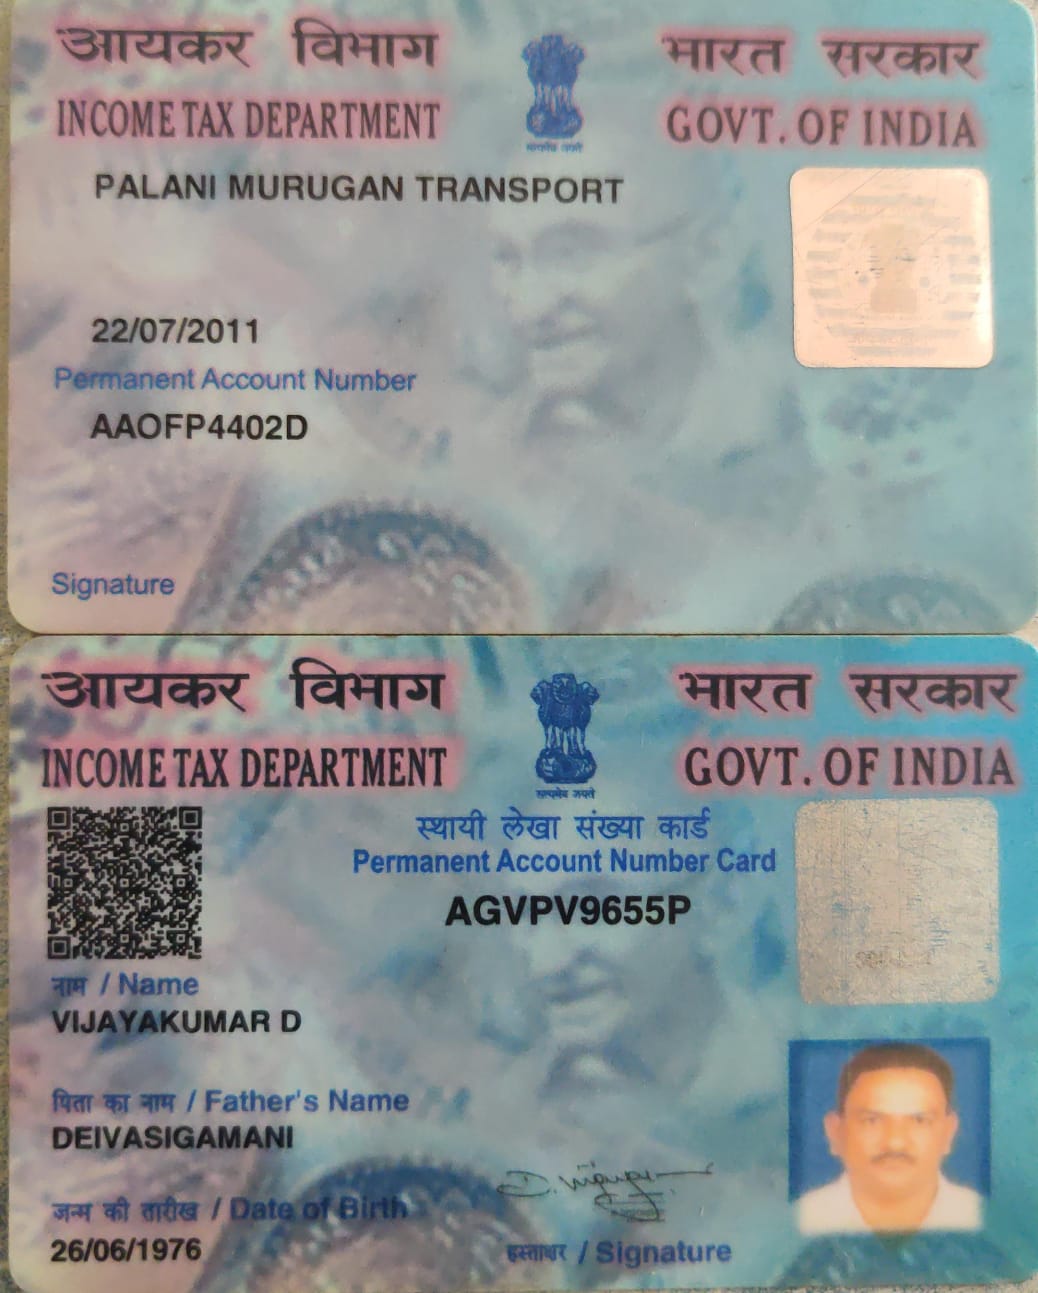 आयकर विभाग
INCOME TAX DEPARTMENT
सत्यमेव जयते
भारत सरकार
GOVT. OF INDIA
PALANI MURUGAN TRANSPORT
22/07/2011
Permanent Account Number
AAOFP4402D
Signature
आयकर विभाग
INCOME TAX DEPARTMENT
सत्यमेव जयते
भारत सरकार
GOVT. OF INDIA
स्थायी लेखा संख्या कार्ड
Permanent Account Number Card
AGVPV9655P
नाम / Name
VIJAYAKUMAR D
पिता का नाम / Father's Name
DEIVASIGAMANI
जन्म की तारीख / Date of Birth
26/06/1976
हस्ताक्षर / Signature